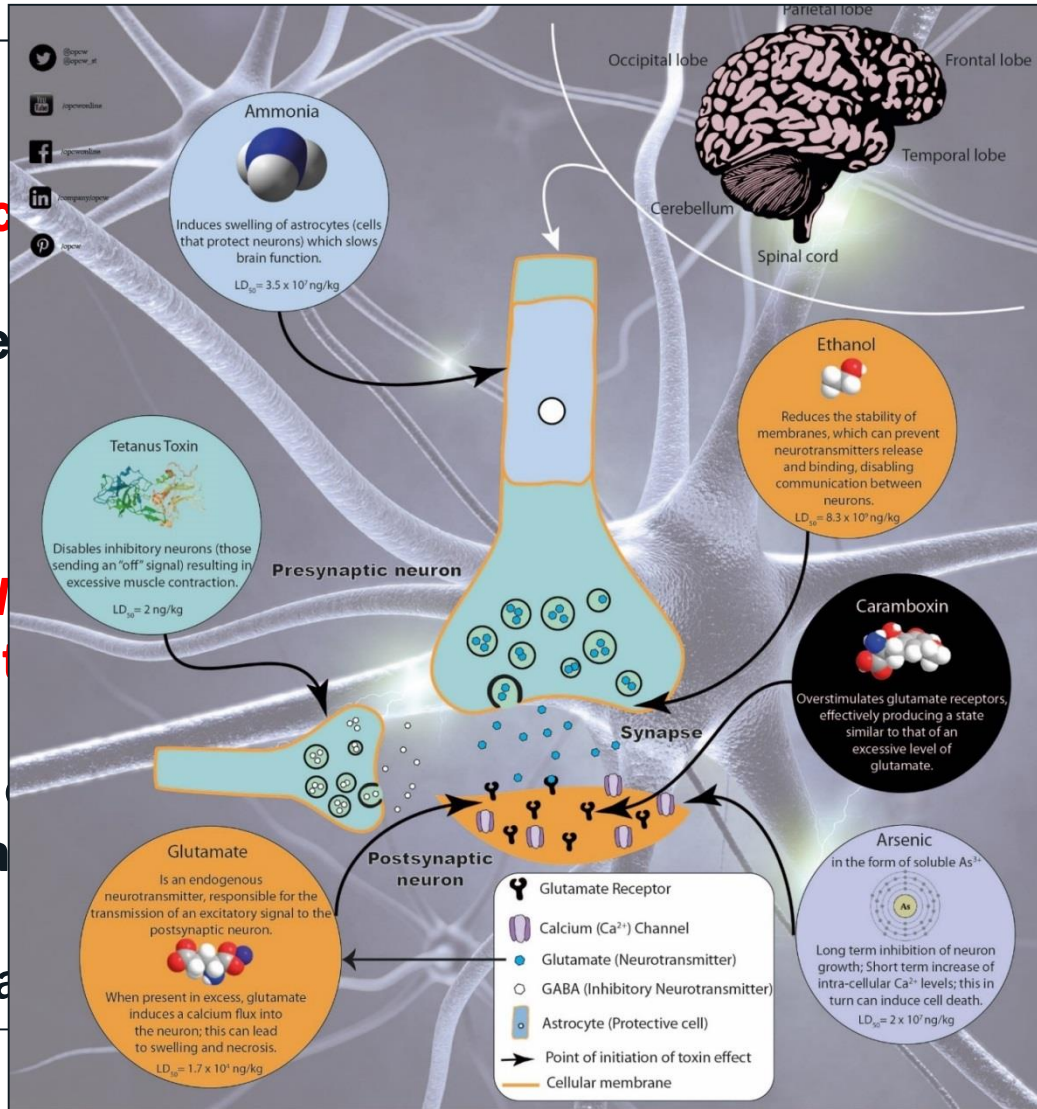 @opcw
@opcw_st
/opcwonline
/opcwonline
/company/opcw
/opcw
Parietal lobe
Occipital lobe
Frontal lobe
Temporal lobe
Cerebellum
Spinal cord
Ammonia
Induces swelling of astrocytes (cells
that protect neurons) which slows
brain function.
LD₅₀= 3.5 x 10⁷ ng/kg
Ethanol
Reduces the stability of
membranes, which can prevent
neurotransmitters release
and binding, disabling
communication between
neurons.
LD₅₀= 8.3 x 10⁹ ng/kg
Tetanus Toxin
Disables inhibitory neurons (those
sending an "off" signal) resulting in
excessive muscle contraction.
LD₅₀= 2 ng/kg
Presynaptic neuron
Caramboxin
Overstimulates glutamate receptors,
effectively producing a state
similar to that of an
excessive level of
glutamate.
Synapse
Postsynaptic
neuron
Glutamate
Is an endogenous
neurotransmitter, responsible for the
transmission of an excitatory signal to the
postsynaptic neuron.
When present in excess, glutamate
induces a calcium flux into
the neuron; this can lead
to swelling and necrosis.
LD₅₀= 1.7 x 10⁴ ng/kg
Glutamate Receptor
Calcium (Ca²⁺) Channel
Glutamate (Neurotransmitter)
GABA (Inhibitory Neurotransmitter)
Astrocyte (Protective cell)
Point of initiation of toxin effect
Cellular membrane
Arsenic
in the form of soluble As³⁺
As
Long term inhibition of neuron
growth; Short term increase of
intra-cellular Ca²⁺ levels; this in
turn can induce cell death.
LD₅₀= 2 x 10⁷ ng/kg